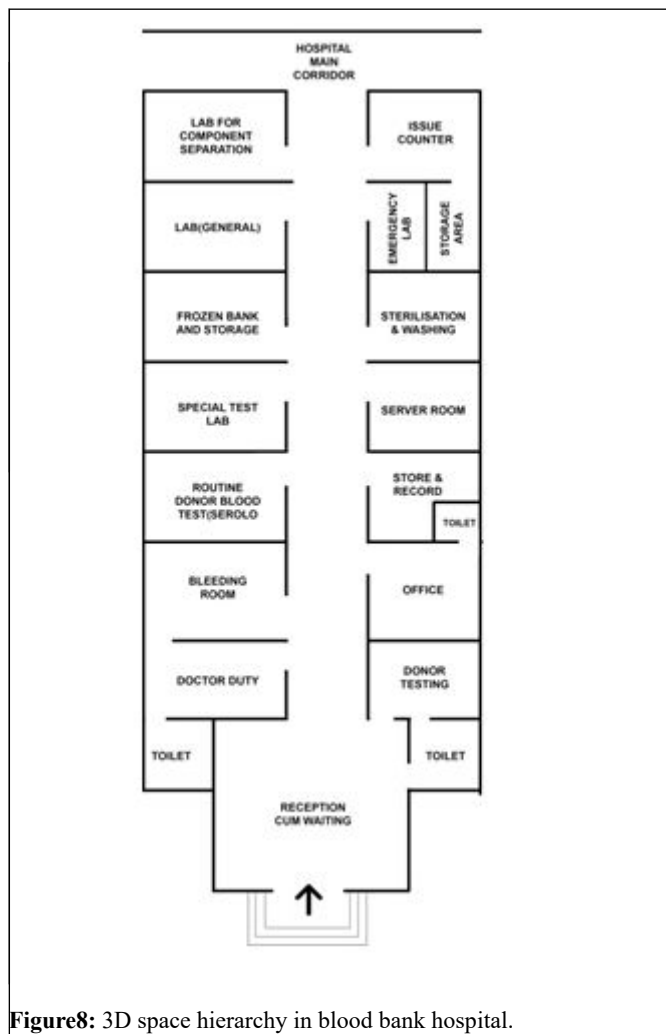 HOSPITAL
MAIN
CORRIDOR
LAB FOR
COMPONENT
SEPARATION
ISSUE
COUNTER
LAB(GENERAL)
EMERGENCY
LAB
STORAGE
AREA
FROZEN BANK
AND STORAGE
STERILISATION
& WASHING
SPECIAL TEST
LAB
SERVER ROOM
ROUTINE
DONOR BLOOD
TEST(SEROLO
STORE &
RECORD
TOILET
BLEEDING
ROOM
OFFICE
DOCTOR DUTY
DONOR
TESTING
TOILET
TOILET
RECEPTION
CUM WAITING
Figure8: 3D space hierarchy in blood bank hospital.